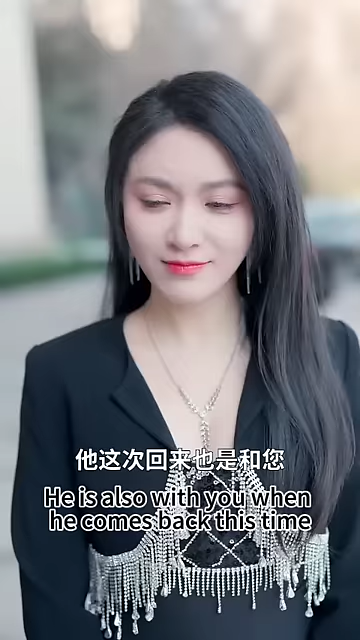 他这次回来也是和您
He is also with you when
he comes back this time